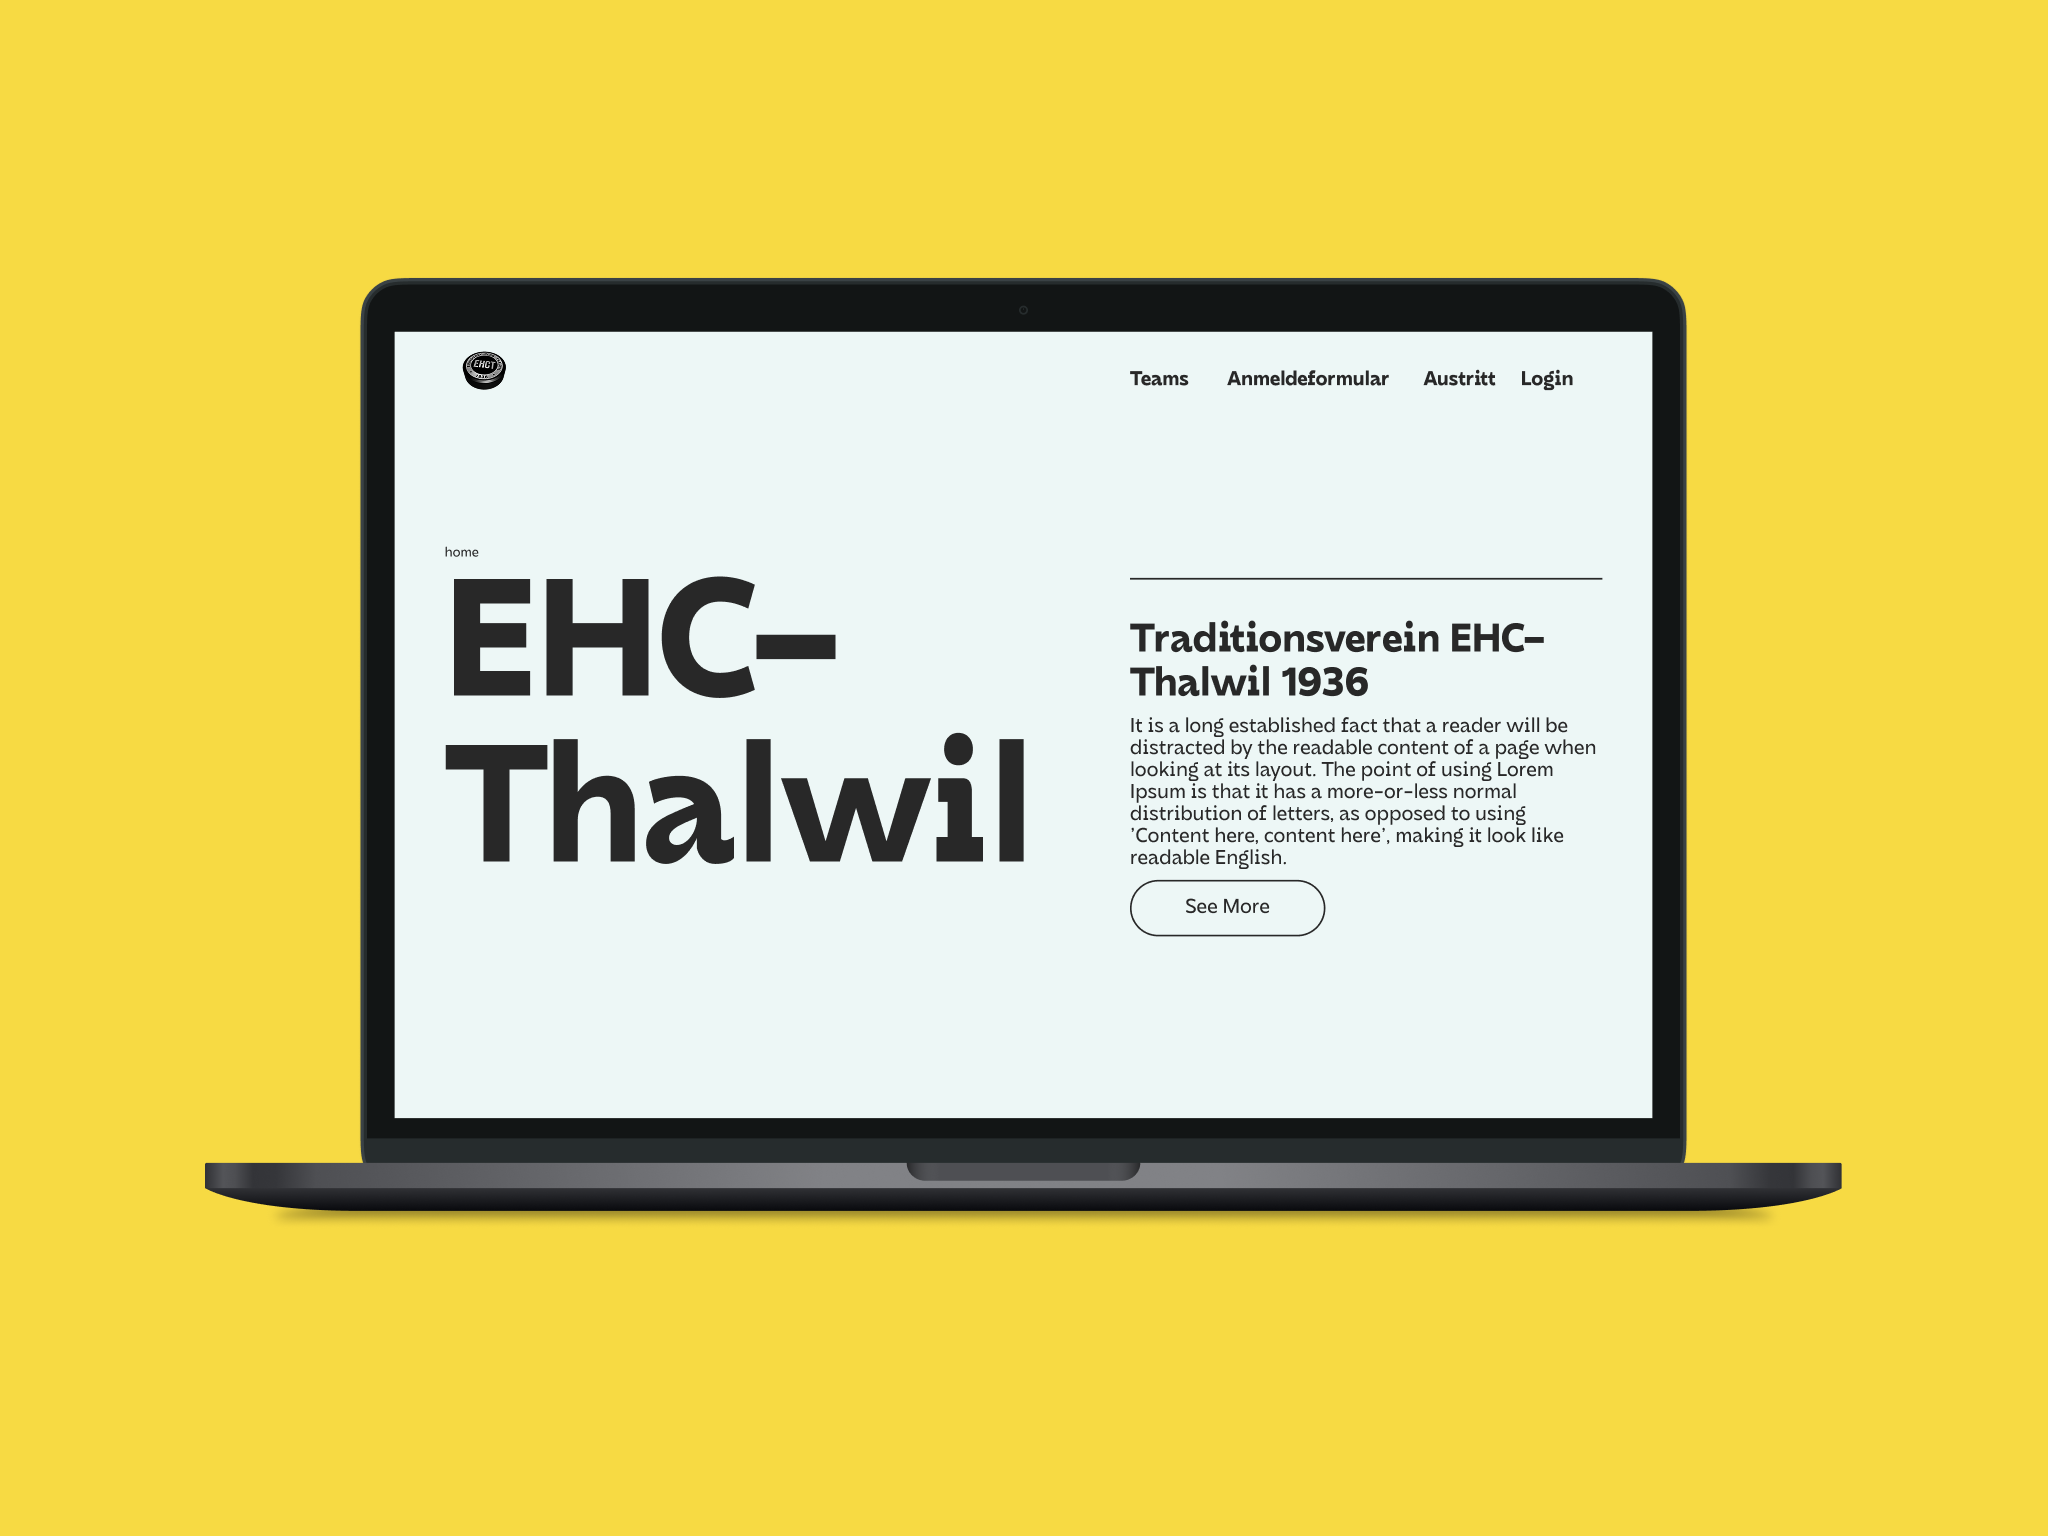 EHCT
Teams Anmeldeformular Austritt Login
home
EHC–
Thalwil
Traditionsverein EHC–
Thalwil 1936
It is a long established fact that a reader will be
distracted by the readable content of a page when
looking at its layout. The point of using Lorem
Ipsum is that it has a more-or-less normal
distribution of letters, as opposed to using
'Content here, content here', making it look like
readable English.
See More